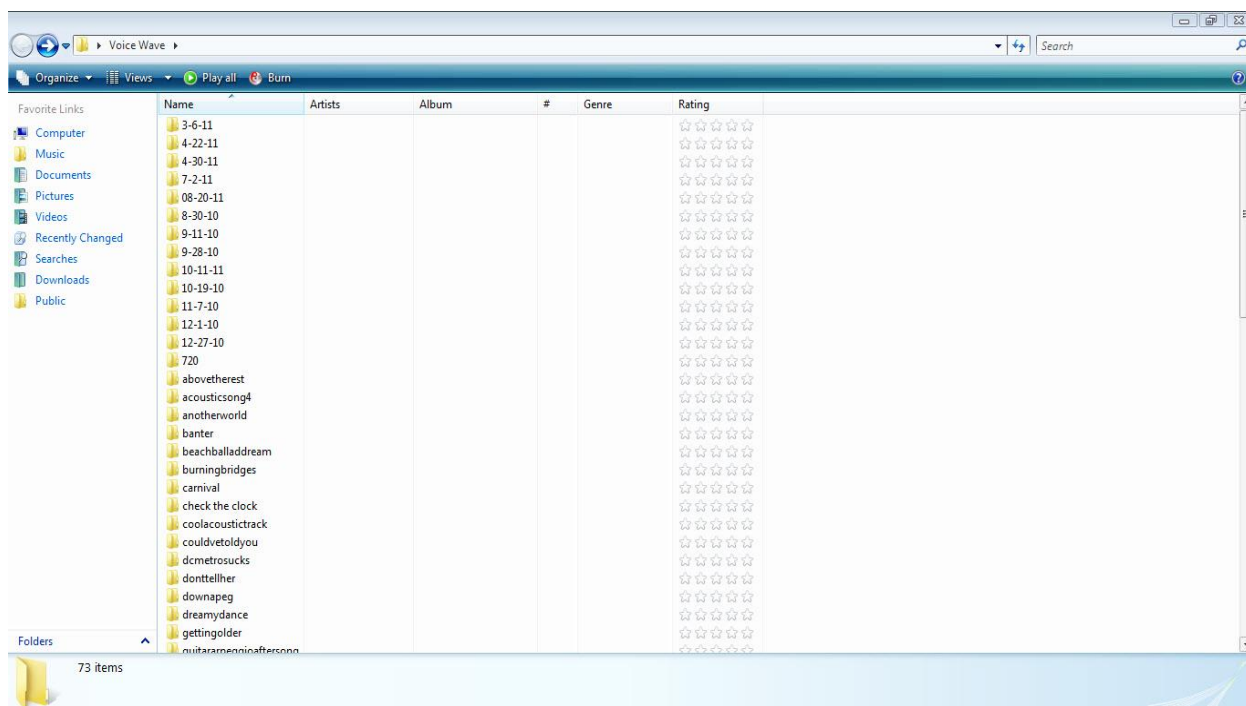 Voice Wave
Search
Organize Views Play all Burn
Favorite Links
Computer
Music
Documents
Pictures
Videos
Recently Changed
Searches
Downloads
Public
Folders
Name Artists Album # Genre Rating
3-6-11
4-22-11
4-30-11
7-2-11
08-20-11
8-30-10
9-11-10
9-28-10
10-11-11
10-19-10
11-7-10
12-1-10
12-27-10
720
abovetherest
acousticsong4
anotherworld
banter
beachballaddream
burningbridges
carnival
check the clock
coolacoustictrack
couldvetoldyou
dcmetrosucks
donttellher
downapeg
dreamydance
gettingolder
guitararpeggioaftersong
73 items